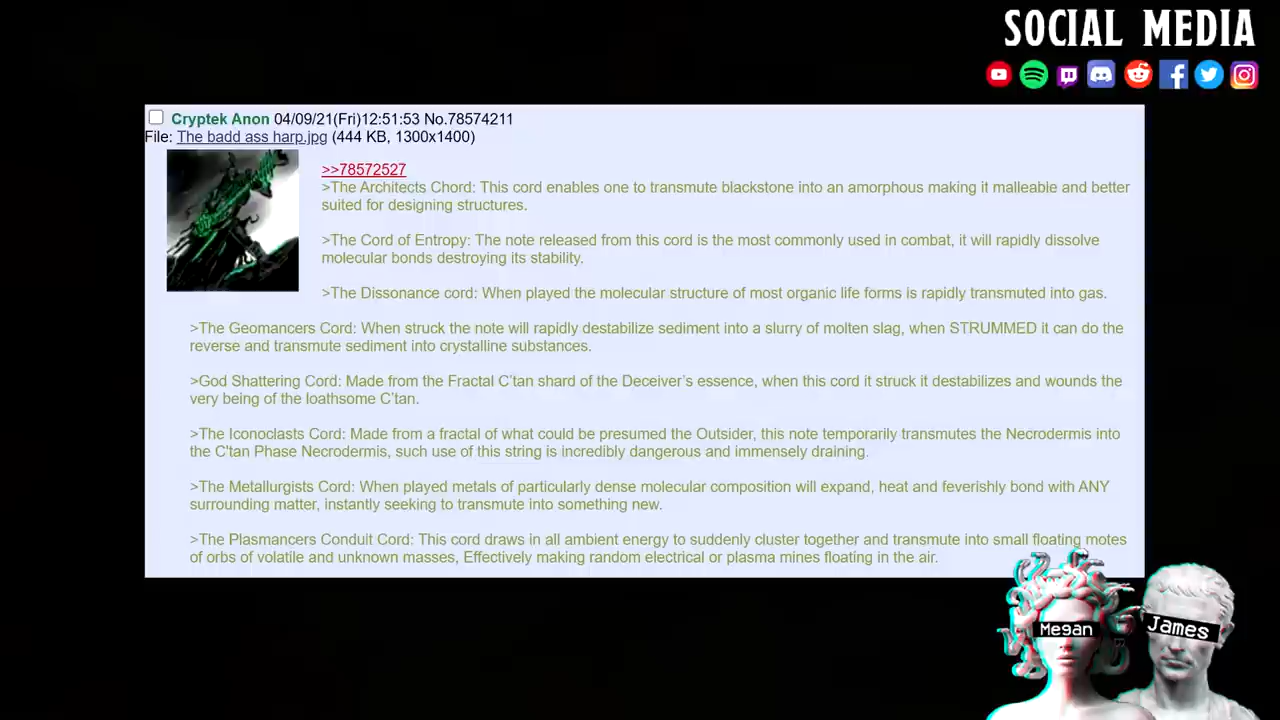 SOCIAL MEDIA
Cryptek Anon 04/09/21(Fri)12:51:53 No.78574211
File: The badd ass harp.jpg (444 KB, 1300x1400)
>>78572527
>The Architects Chord: This cord enables one to transmute blackstone into an amorphous making it malleable and better
suited for designing structures.
>The Cord of Entropy: The note released from this cord is the most commonly used in combat, it will rapidly dissolve
molecular bonds destroying its stability.
>The Dissonance cord: When played the molecular structure of most organic life forms is rapidly transmuted into gas.
>The Geomancers Cord: When struck the note will rapidly destabilize sediment into a slurry of molten slag, when STRUMMED it can do the
reverse and transmute sediment into crystalline substances.
>God Shattering Cord: Made from the Fractal C’tan shard of the Deceiver’s essence, when this cord it struck it destabilizes and wounds the
very being of the loathsome C’tan.
>The Iconoclasts Cord: Made from a fractal of what could be presumed the Outsider, this note temporarily transmutes the Necrodermis into
the C'tan Phase Necrodermis, such use of this string is incredibly dangerous and immensely draining.
>The Metallurgists Cord: When played metals of particularly dense molecular composition will expand, heat and feverishly bond with ANY
surrounding matter, instantly seeking to transmute into something new.
>The Plasmancers Conduit Cord: This cord draws in all ambient energy to suddenly cluster together and transmute into small floating motes
of orbs of volatile and unknown masses, Effectively making random electrical or plasma mines floating in the air.
Megan
James